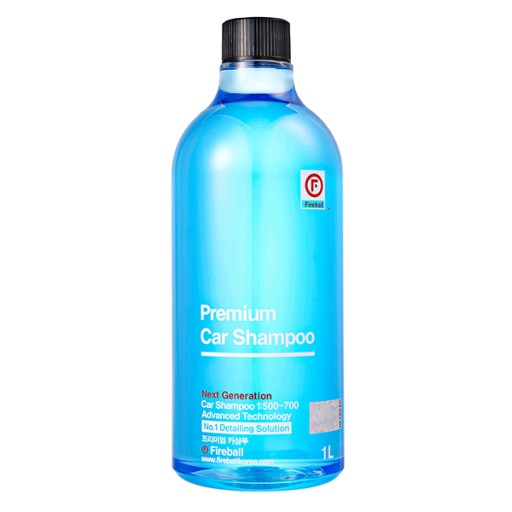 Fireball
Premium
Car Shampoo
Next Generation
Car Shampoo 1:500~700
Advanced Technology
No.1 Detailing Solution
프리미엄 카샴푸
Fireball
www.fireballkorea.com
1L